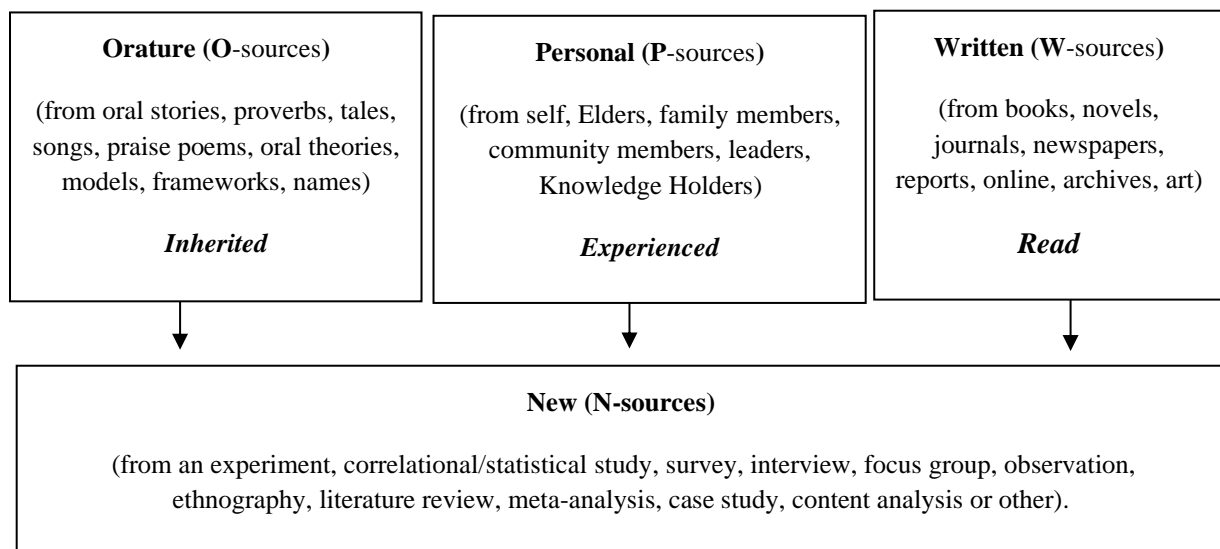 Orature (O-sources)
(from oral stories, proverbs, tales,
songs, praise poems, oral theories,
models, frameworks, names)
Inherited
Personal (P-sources)
(from self, Elders, family members,
community members, leaders,
Knowledge Holders)
Experienced
Written (W-sources)
(from books, novels,
journals, newspapers,
reports, online, archives, art)
Read
New (N-sources)
(from an experiment, correlational/statistical study, survey, interview, focus group, observation,
ethnography, literature review, meta-analysis, case study, content analysis or other).